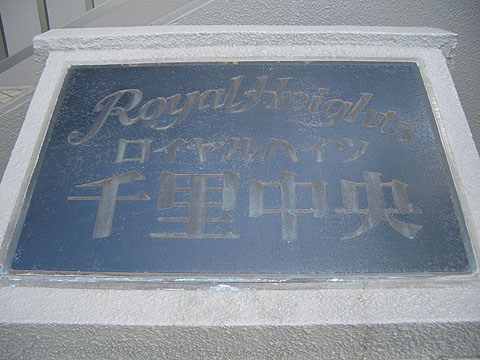 Royal Heights
ロイヤルハイツ
千里中央